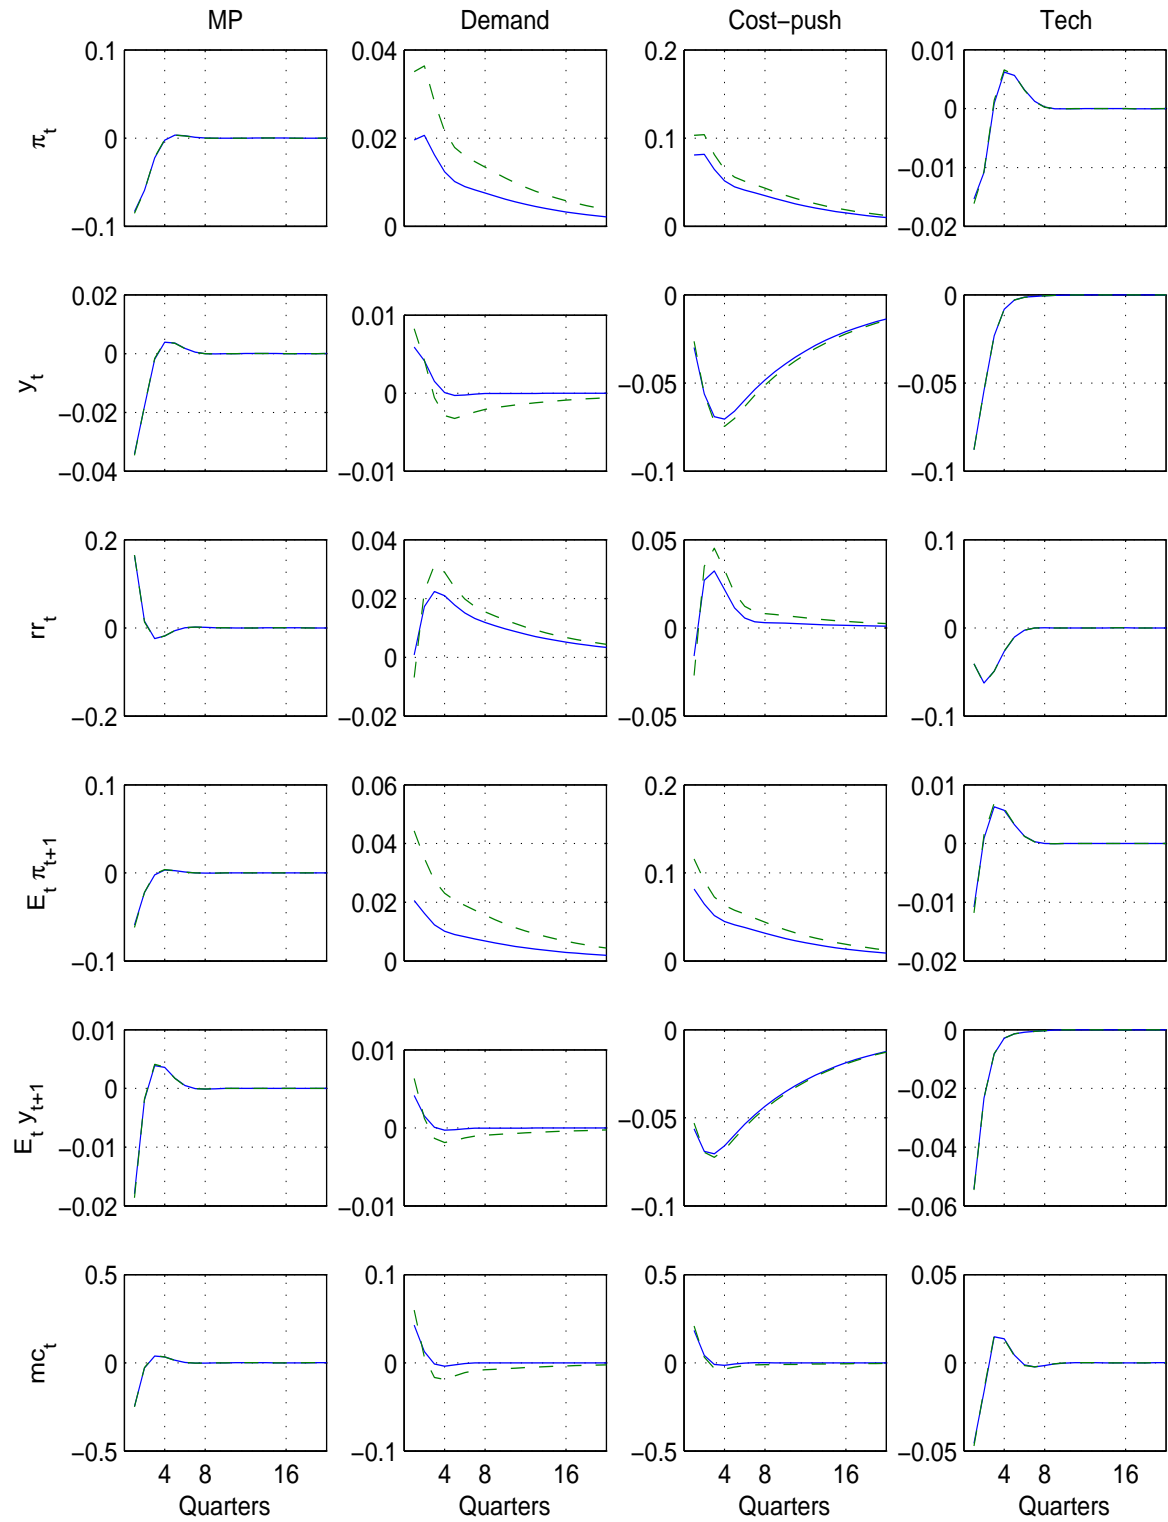 MP Demand Cost−push Tech
π_t
0.1 0.04 0.2 0.01
0 0.02 0.1 0
−0.1 0 0 −0.01
−0.02
y_t
0.02 0.01 0 0
0 0 −0.05 −0.05
−0.02 −0.01 −0.1 −0.1
−0.04
rr_t
0.2 0.04 0.05 0.1
0 0.02 0 0
−0.2 0 −0.05 −0.1
−0.02
E_t π_{t+1}
0.1 0.06 0.2 0.01
0 0.04 0.1 0
−0.1 0.02 0 −0.01
0 −0.02
E_t y_{t+1}
0.01 0.01 0 0
0 0 −0.05 −0.02
−0.01 −0.01 −0.1 −0.04
−0.02 −0.06
mc_t
0.5 0.1 0.5 0.05
0 0 0 0
−0.5 −0.1 −0.5 −0.05
4 8 16 4 8 16 4 8 16 4 8 16
Quarters Quarters Quarters Quarters